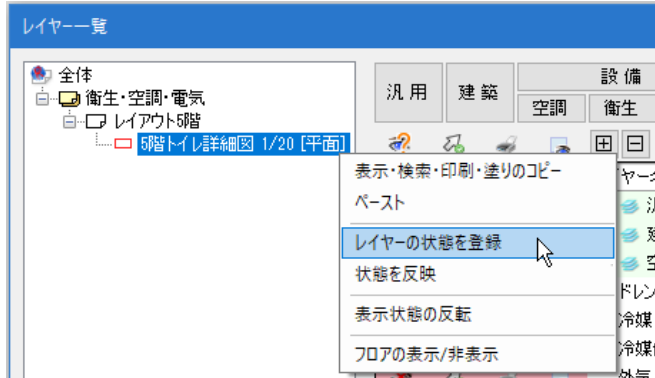 レイヤー一覧
全体
衛生・空調・電気
レイアウト5階
5階トイレ詳細図 1/20 [平面]
汎用
建築
設備
空調
衛生
表示・検索・印刷・塗りのコピー
ペースト
レイヤーの状態を登録
状態を反映
表示状態の反転
フロアの表示/非表示
ドレン
冷媒